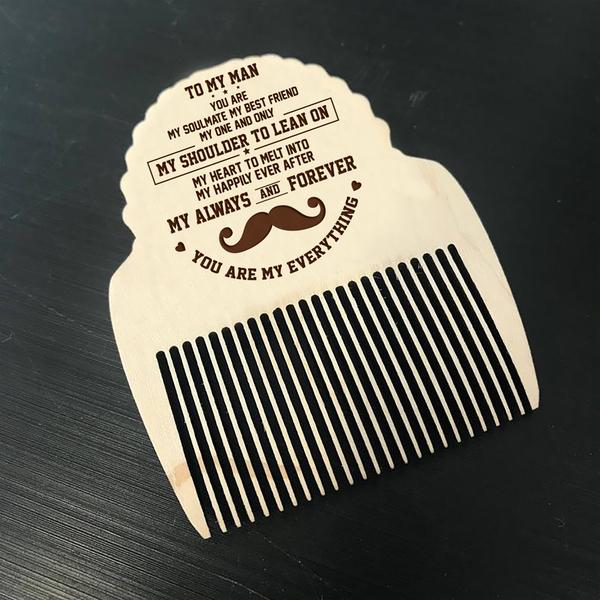 TO MY MAN
YOU ARE
MY SOULMATE MY BEST FRIEND
MY ONE AND ONLY
MY SHOULDER TO LEAN ON
MY HEART TO MELT INTO
MY HAPPILY EVER AFTER
MY ALWAYS AND FOREVER
YOU ARE MY EVERYTHING